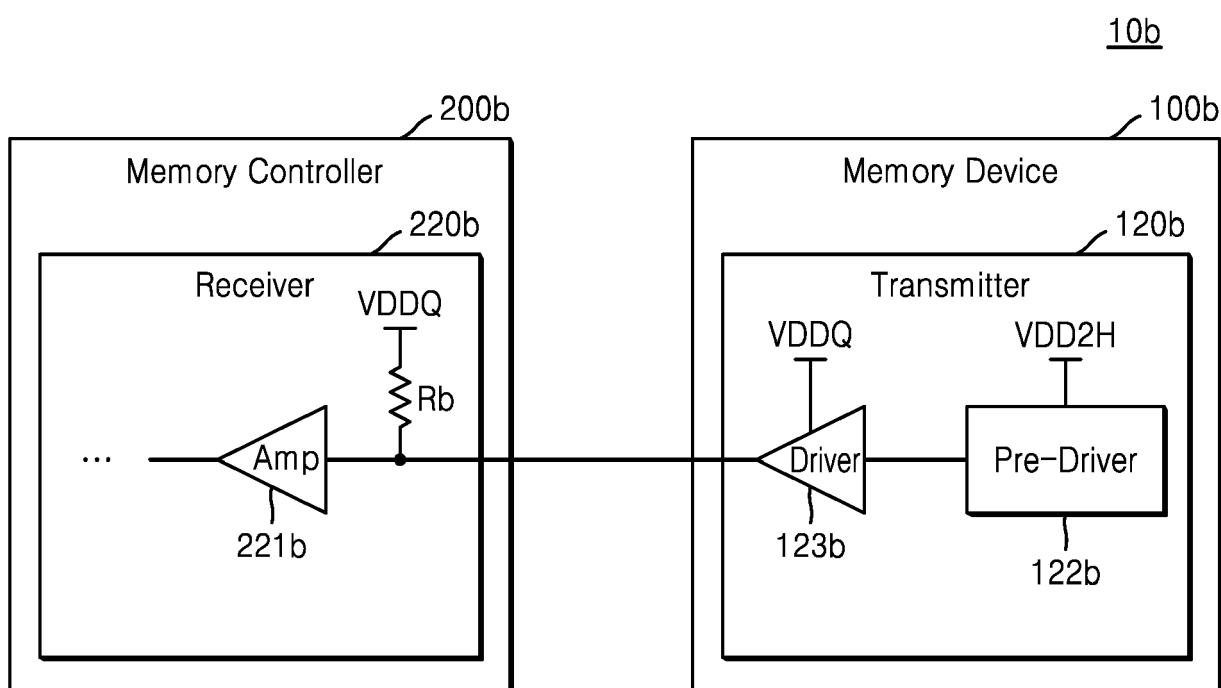 10b
200b
100b
Memory Controller
Memory Device
220b
120b
Receiver
Transmitter
VDDQ
VDDQ
VDD2H
Rb
...
Amp
Driver
Pre-Driver
221b
123b
122b